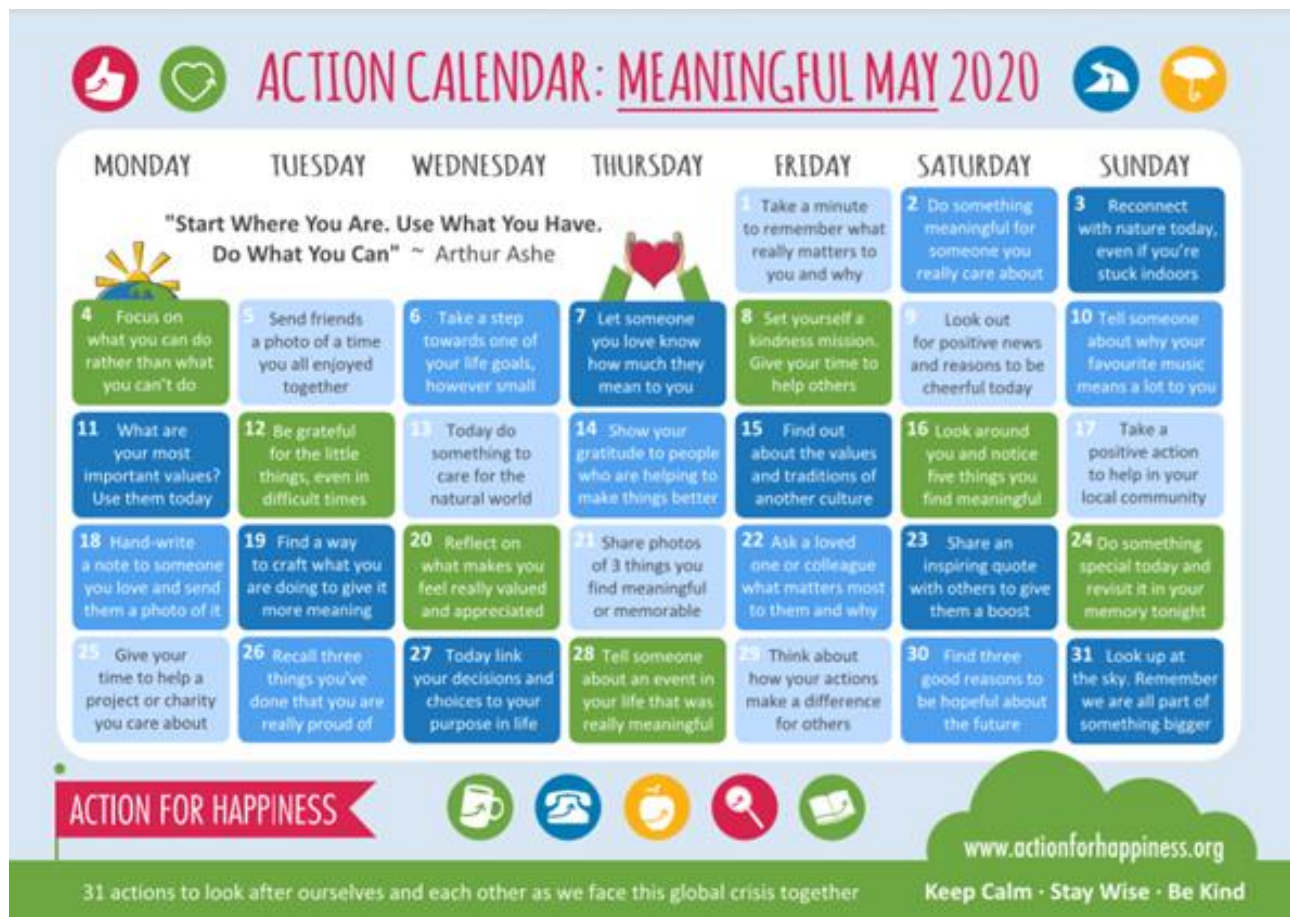 ACTION CALENDAR: MEANINGFUL MAY 2020
MONDAY TUESDAY WEDNESDAY THURSDAY FRIDAY SATURDAY SUNDAY
"Start Where You Are. Use What You Have.
Do What You Can" ~ Arthur Ashe
1 Take a minute
to remember what
really matters to
you and why
2 Do something
meaningful for
someone you
really care about
3 Reconnect
with nature today,
even if you're
stuck indoors
4 Focus on
what you can do
rather than what
you can't do
5 Send friends
a photo of a time
you all enjoyed
together
6 Take a step
towards one of
your life goals,
however small
7 Let someone
you love know
how much they
mean to you
8 Set yourself a
kindness mission.
Give your time to
help others
9 Look out
for positive news
and reasons to be
cheerful today
10 Tell someone
about why your
favourite music
means a lot to you
11 What are
your most
important values?
Use them today
12 Be grateful
for the little
things, even in
difficult times
13 Today do
something to
care for the
natural world
14 Show your
gratitude to people
who are helping to
make things better
15 Find out
about the values
and traditions of
another culture
16 Look around
you and notice
five things you
find meaningful
17 Take a
positive action
to help in your
local community
18 Hand-write
a note to someone
you love and send
them a photo of it
19 Find a way
to craft what you
are doing to give it
more meaning
20 Reflect on
what makes you
feel really valued
and appreciated
21 Share photos
of 3 things you
find meaningful
or memorable
22 Ask a loved
one or colleague
what matters most
to them and why
23 Share an
inspiring quote
with others to give
them a boost
24 Do something
special today and
revisit it in your
memory tonight
25 Give your
time to help a
project or charity
you care about
26 Recall three
things you've
done that you are
really proud of
27 Today link
your decisions and
choices to your
purpose in life
28 Tell someone
about an event in
your life that was
really meaningful
29 Think about
how your actions
make a difference
for others
30 Find three
good reasons to
be hopeful about
the future
31 Look up at
the sky. Remember
we are all part of
something bigger
ACTION FOR HAPPINESS
www.actionforhappiness.org
31 actions to look after ourselves and each other as we face this global crisis together
Keep Calm · Stay Wise · Be Kind